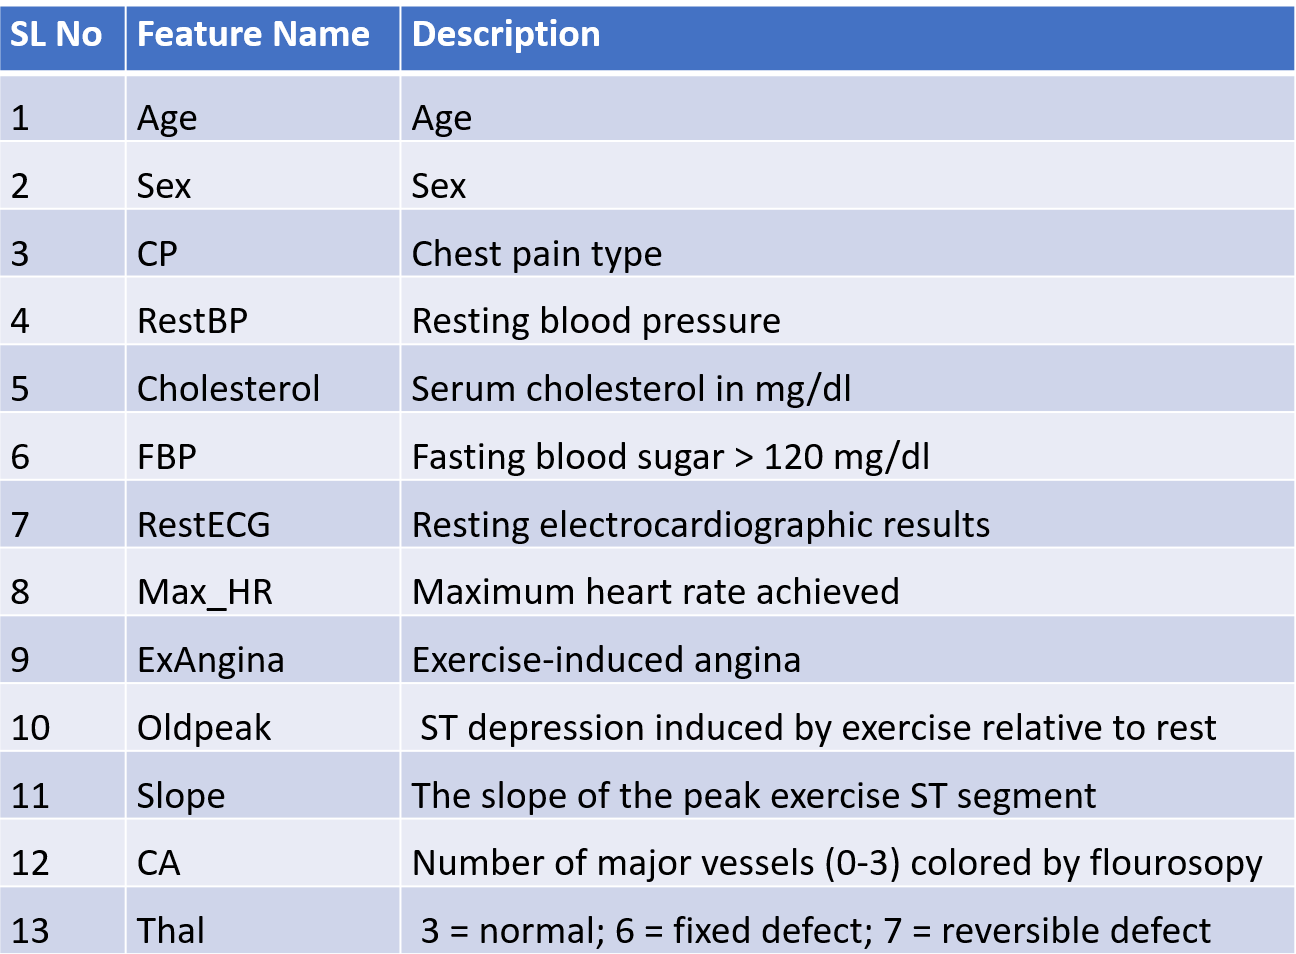 SL No Feature Name Description
1 Age Age
2 Sex Sex
3 CP Chest pain type
4 RestBP Resting blood pressure
5 Cholesterol Serum cholesterol in mg/dl
6 FBP Fasting blood sugar > 120 mg/dl
7 RestECG Resting electrocardiographic results
8 Max_HR Maximum heart rate achieved
9 ExAngina Exercise-induced angina
10 Oldpeak ST depression induced by exercise relative to rest
11 Slope The slope of the peak exercise ST segment
12 CA Number of major vessels (0-3) colored by flourosopy
13 Thal 3 = normal; 6 = fixed defect; 7 = reversible defect